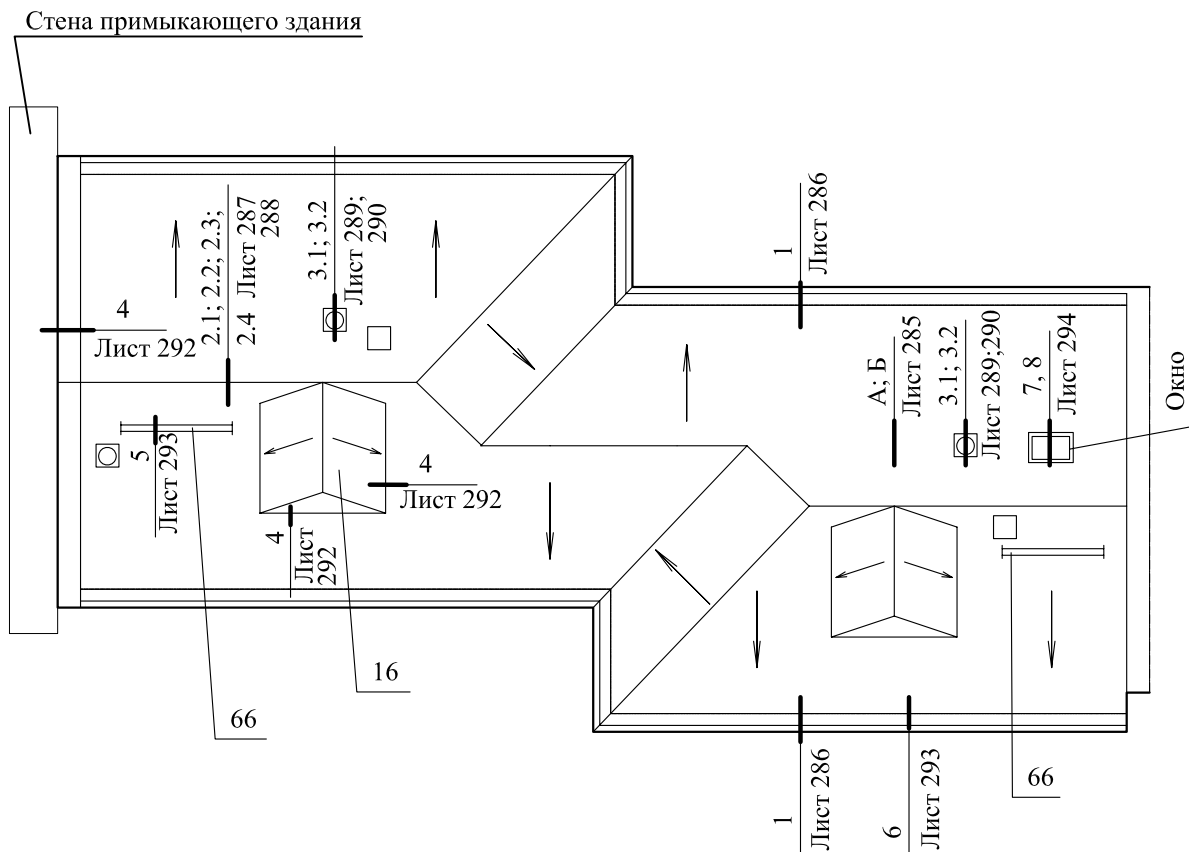 Стена примыкающего здания
4
Лист 292
2.1; 2.2; 2.3;
2.4 Лист 287
288
3.1; 3.2
Лист 289;
290
1
Лист 286
5
Лист 293
4
Лист
292
4
Лист 292
А; Б
Лист 285
3.1; 3.2
Лист 289;290
7, 8
Лист 294
Окно
16
66
1
Лист 286
6
Лист 293
66